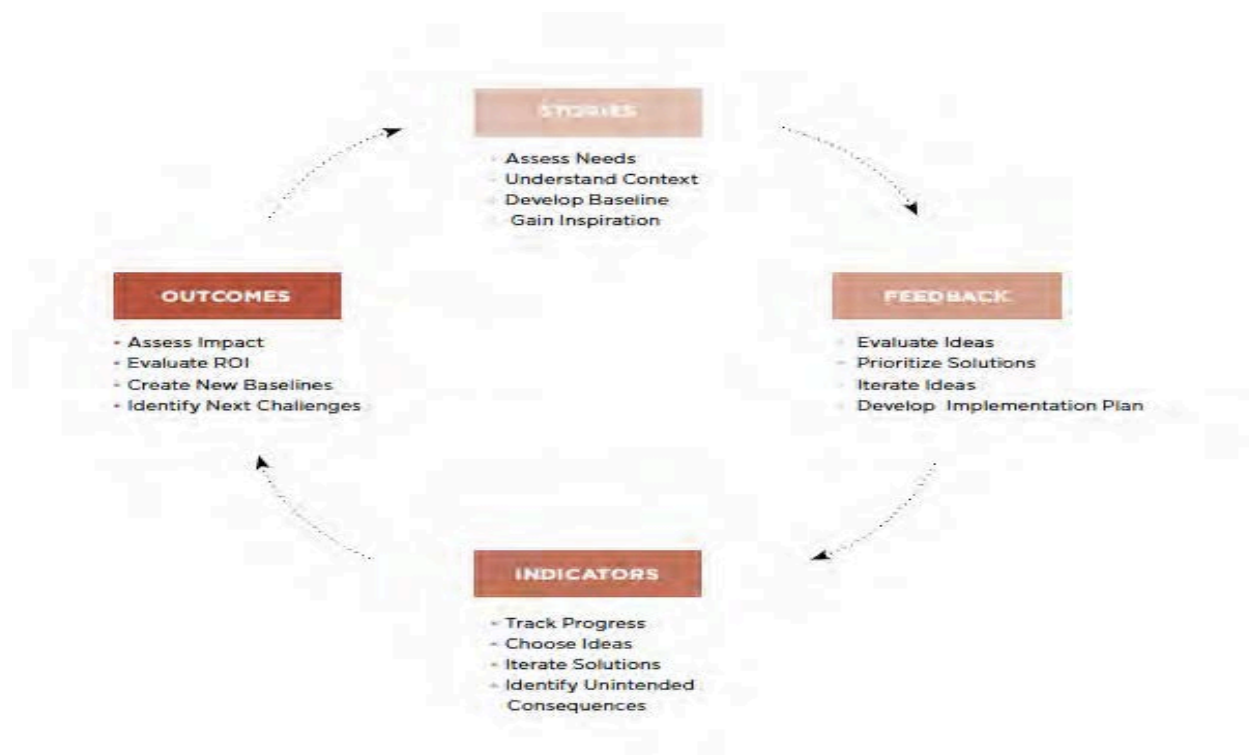 STORIES
- Assess Needs
- Understand Context
- Develop Baseline
- Gain Inspiration
FEEDBACK
- Evaluate Ideas
- Prioritize Solutions
- Iterate Ideas
- Develop Implementation Plan
INDICATORS
- Track Progress
- Choose Ideas
- Iterate Solutions
- Identify Unintended
Consequences
OUTCOMES
- Assess Impact
- Evaluate ROI
- Create New Baselines
- Identify Next Challenges